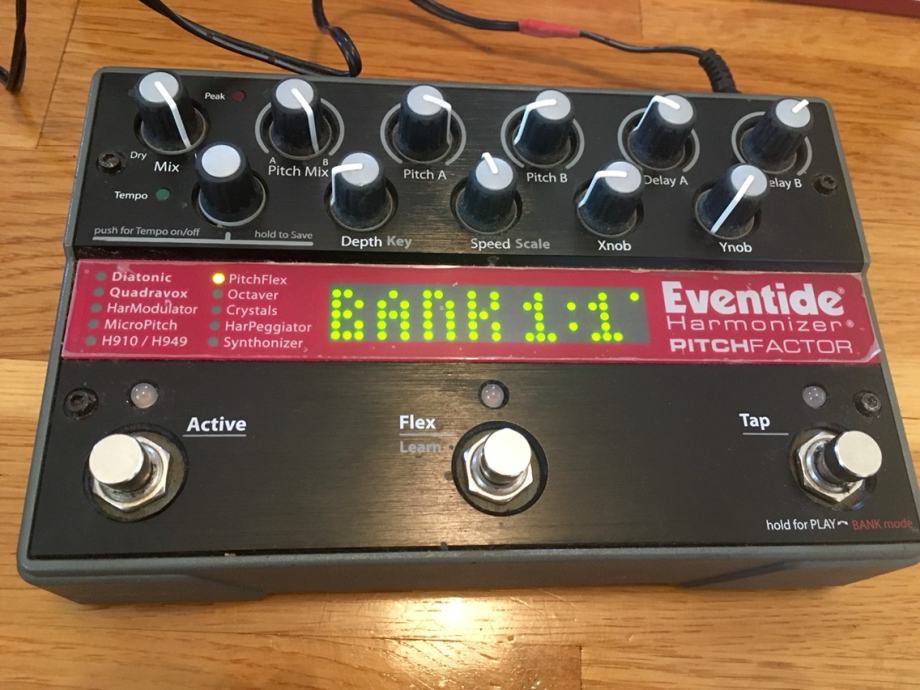 Peak
Dry
Mix
A
B
Pitch Mix
Pitch A
Pitch B
Delay A
elay B
Tempo
push for Tempo on/off
hold to Save
Depth Key
Speed Scale
Xnob
Ynob
Diatonic
Quadravox
HarModulator
MicroPitch
H910 / H949
PitchFlex
Octaver
Crystals
HarPeggiator
Synthonizer
BANK 1:1
Eventide®
Harmonizer®
PITCHFACTOR
Active
Flex
Learn
Tap
hold for PLAY BANK mode